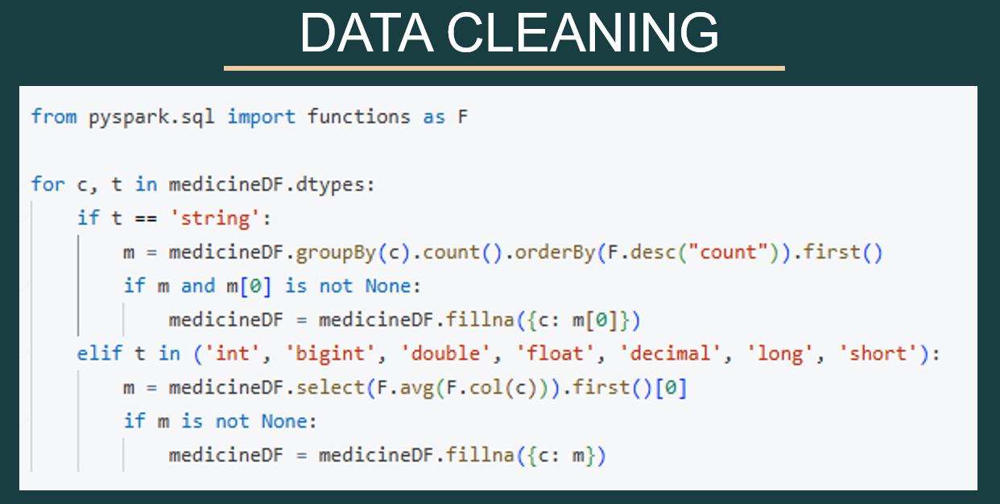 DATA CLEANING
from pyspark.sql import functions as F
for c, t in medicineDF.dtypes:
    if t == 'string':
        m = medicineDF.groupBy(c).count().orderBy(F.desc("count")).first()
        if m and m[0] is not None:
            medicineDF = medicineDF.fillna({c: m[0]})
    elif t in ('int', 'bigint', 'double', 'float', 'decimal', 'long', 'short'):
        m = medicineDF.select(F.avg(F.col(c))).first()[0]
        if m is not None:
            medicineDF = medicineDF.fillna({c: m})